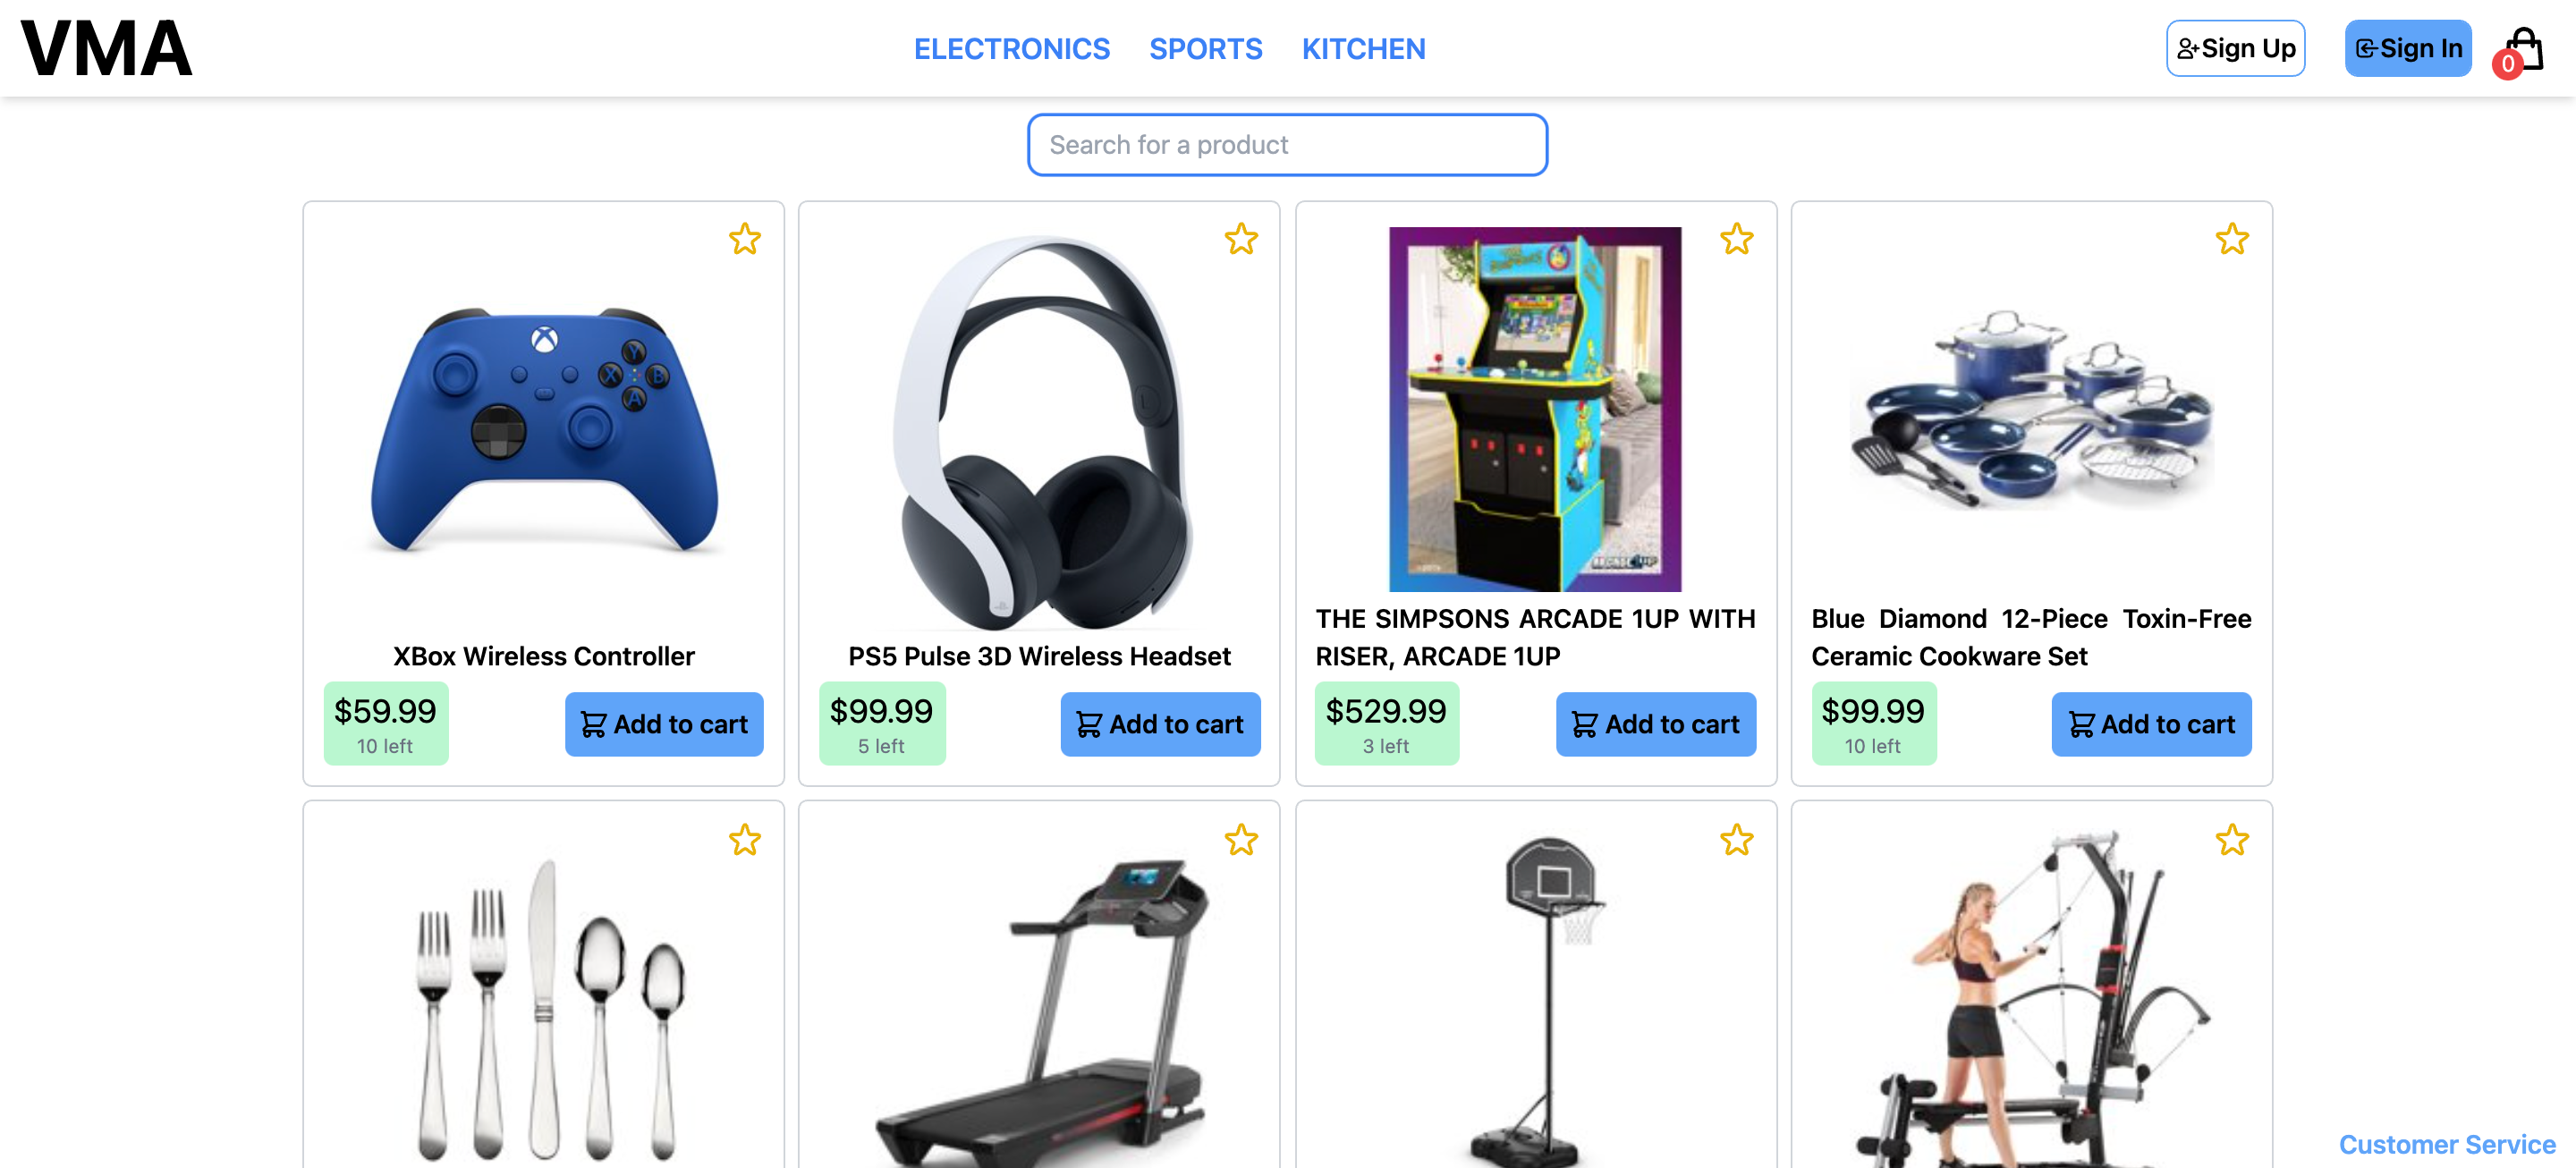 VMA
ELECTRONICS SPORTS KITCHEN
Sign Up
Sign In
0
Search for a product
Y
X B
A
L
XBox Wireless Controller
$59.99
10 left
Add to cart
PS5 Pulse 3D Wireless Headset
$99.99
5 left
Add to cart
THE SIMPSONS ARCADE 1UP WITH
RISER, ARCADE 1UP
$529.99
3 left
Add to cart
Blue Diamond 12-Piece Toxin-Free
Ceramic Cookware Set
$99.99
10 left
Add to cart
Customer Service